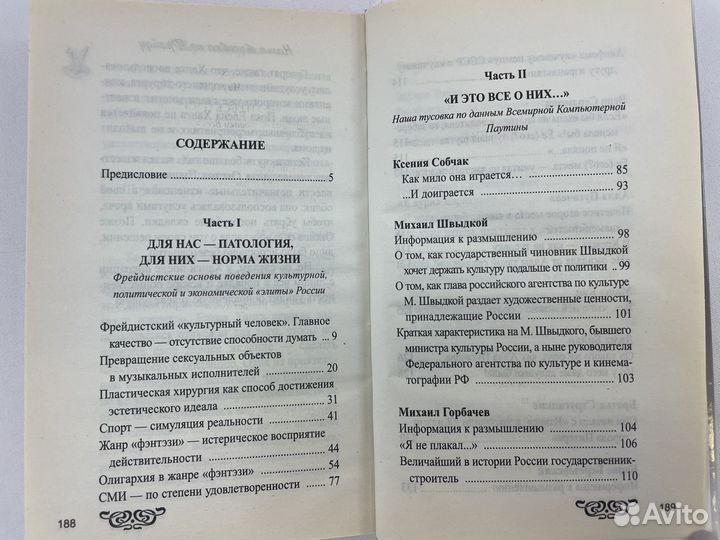 СОДЕРЖАНИЕ
Предисловие ........................................ 5
Часть I
ДЛЯ НАС — ПАТОЛОГИЯ,
ДЛЯ НИХ — НОРМА ЖИЗНИ
Фрейдистские основы поведения культурной,
политической и экономической «элиты» России
Фрейдистский «культурный человек». Главное
качество — отсутствие способности думать .. 9
Превращение сексуальных объектов
в музыкальных исполнителей .................. 20
Пластическая хирургия как способ достижения
эстетического идеала ............................ 31
Спорт — симуляция реальности .............. 41
Жанр «фэнтэзи» — истерическое восприятие
действительности ................................ 44
Олигархия в жанре «фэнтэзи» ................ 54
СМИ — по степени удовлетворенности ....... 77
188
Часть II
«И ЭТО ВСЕ О НИХ...»
Наша тусовка по данным Всемирной Компьютерной
Паутины
Ксения Собчак
Как мило она играется... ..................... 85
...И доиграется .................................. 93
Михаил Швыдкой
Информация к размышлению .................. 98
О том, как государственный чиновник Швыдкой
хочет держать культуру подальше от политики .. 99
О том, как глава российского агентства по культуре
М. Швыдкой раздает художественные ценности,
принадлежащие России ......................... 101
Краткая характеристика на М. Швыдкого, бывшего
министра культуры России, а ныне руководителя
Федерального агентства по культуре и кинема-
тографии РФ .................................... 103
Михаил Горбачев
Информация к размышлению .................. 104
«Я не плакал...» ................................ 106
Величайший в истории России государственник-
строитель ....................................... 110
189
Avito